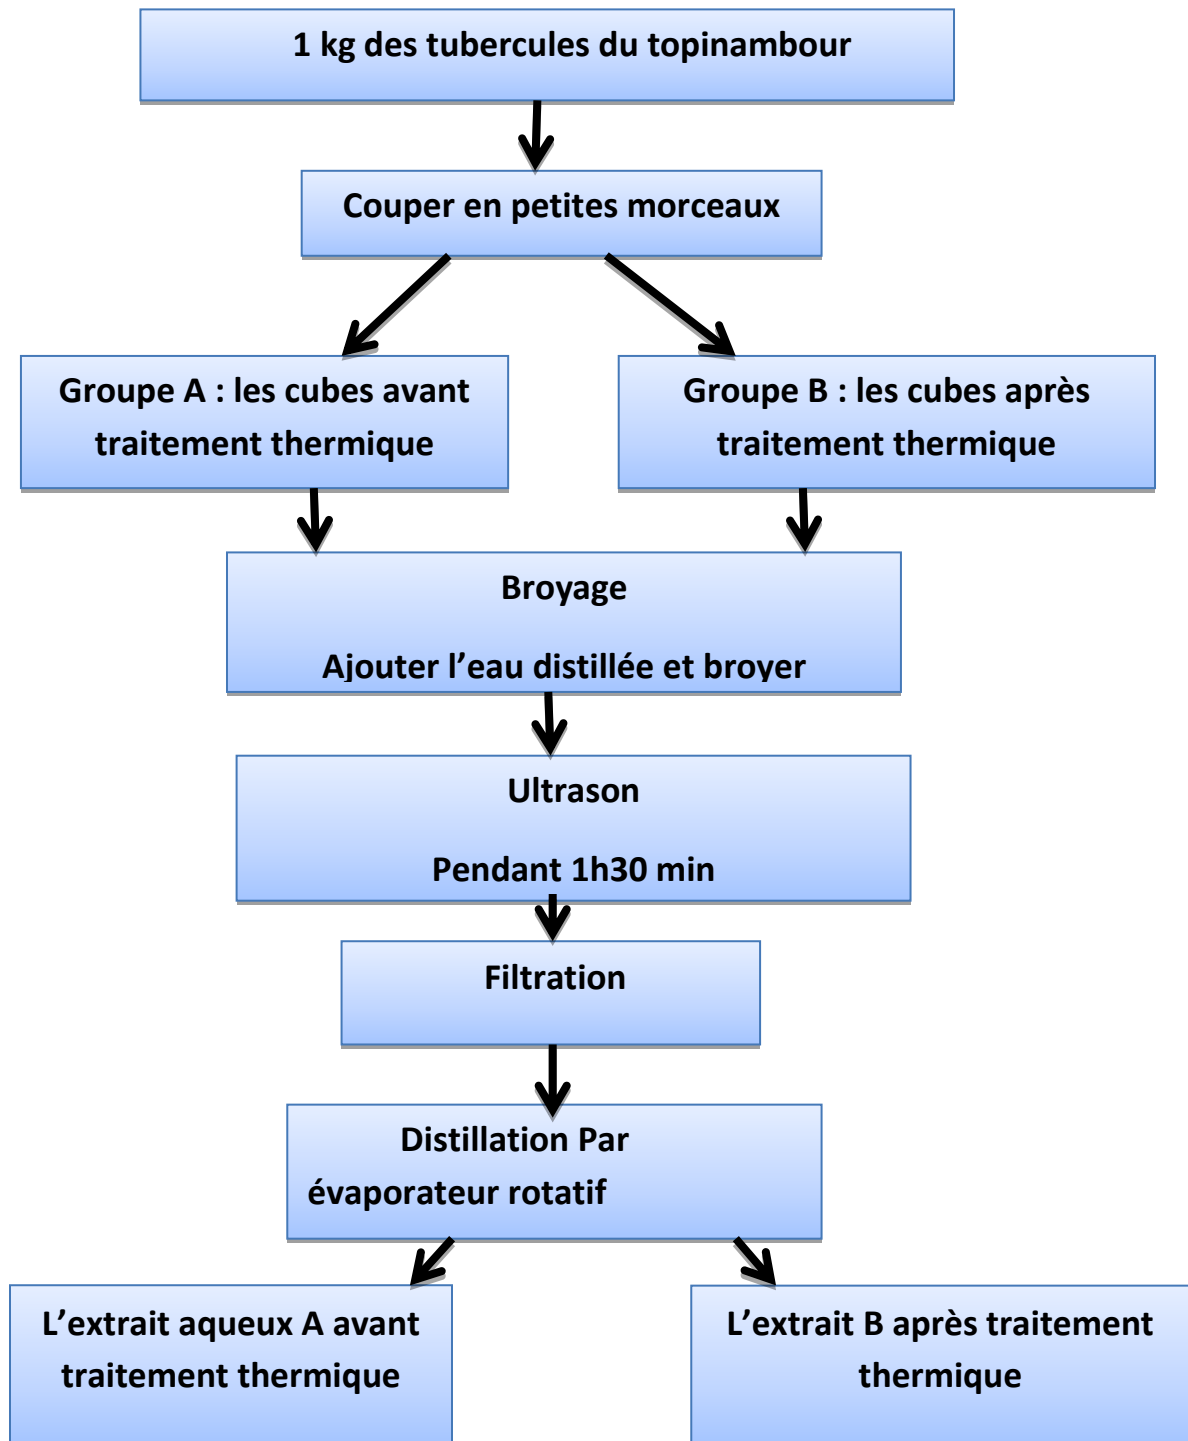 1 kg des tubercules du topinambour
Couper en petites morceaux
Groupe A : les cubes avant
traitement thermique
Groupe B : les cubes après
traitement thermique
Broyage
Ajouter l’eau distillée et broyer
Ultrason
Pendant 1h30 min
Filtration
Distillation Par
évaporateur rotatif
L’extrait aqueux A avant
traitement thermique
L’extrait B après traitement
thermique